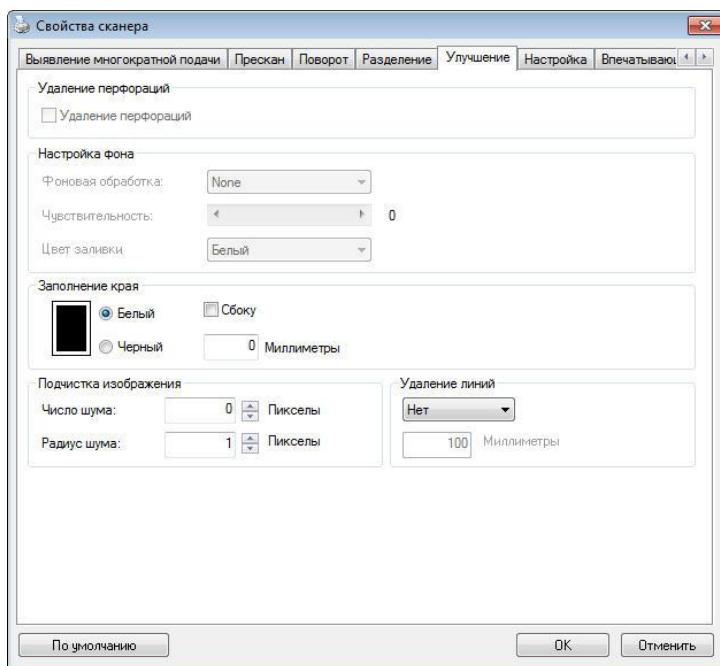 Свойства сканера
Выявление многократной подачи Прескан Поворот Разделение Улучшение Настройка Впечатываю
Удаление перфораций
Удаление перфораций
Настройка фона
Фоновая обработка: None
Чувствительность: 0
Цвет заливки Белый
Заполнение края
Белый Сбоку
Черный 0 Миллиметры
Подчистка изображения Удаление линий
Число шума: 0 Пикселы Нет
Радиус шума: 1 Пикселы 100 Миллиметры
По умолчанию OK Отменить